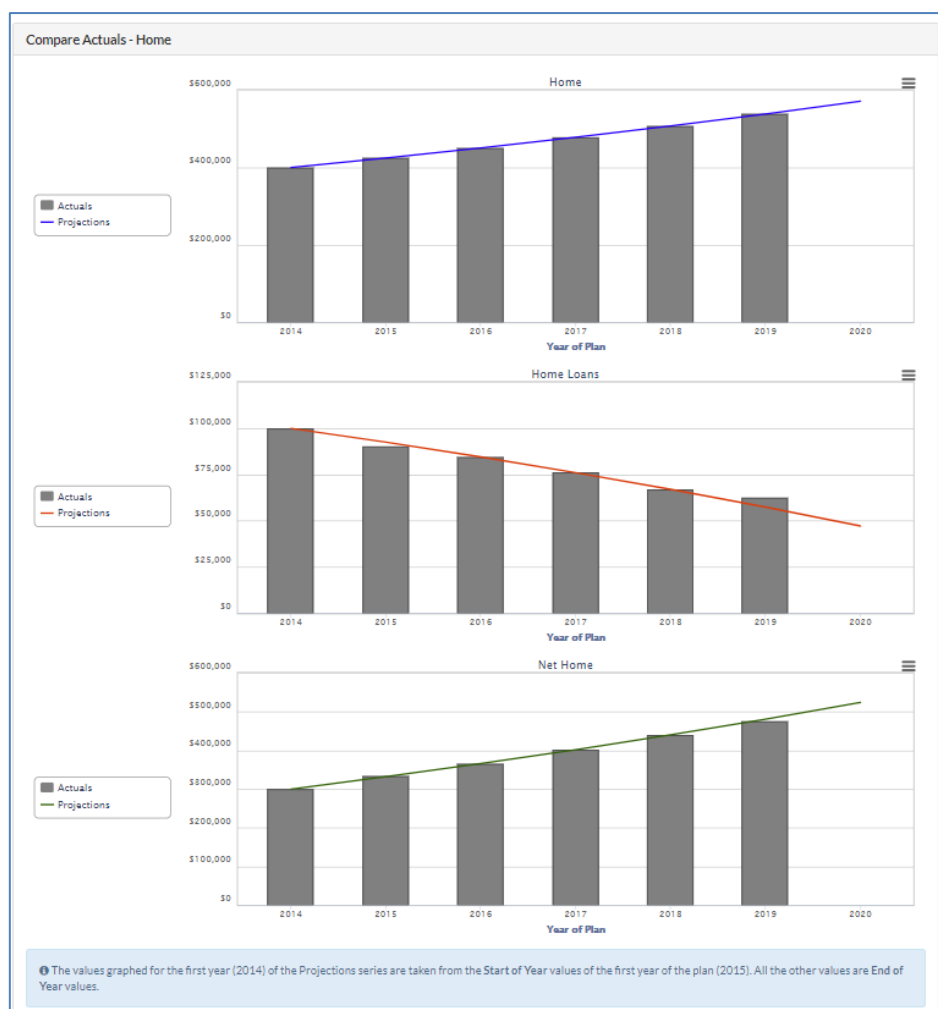 Compare Actuals - Home
Home
$600,000
$400,000
$200,000
$0
Actuals
Projections
2014 2015 2016 2017 2018 2019 2020
Year of Plan
Home Loans
$125,000
$100,000
$75,000
$50,000
$25,000
$0
Actuals
Projections
2014 2015 2016 2017 2018 2019 2020
Year of Plan
Net Home
$600,000
$500,000
$400,000
$300,000
$200,000
$100,000
$0
Actuals
Projections
2014 2015 2016 2017 2018 2019 2020
Year of Plan
The values graphed for the first year (2014) of the Projections series are taken from the Start of Year values of the first year of the plan (2015). All the other values are End of
Year values.